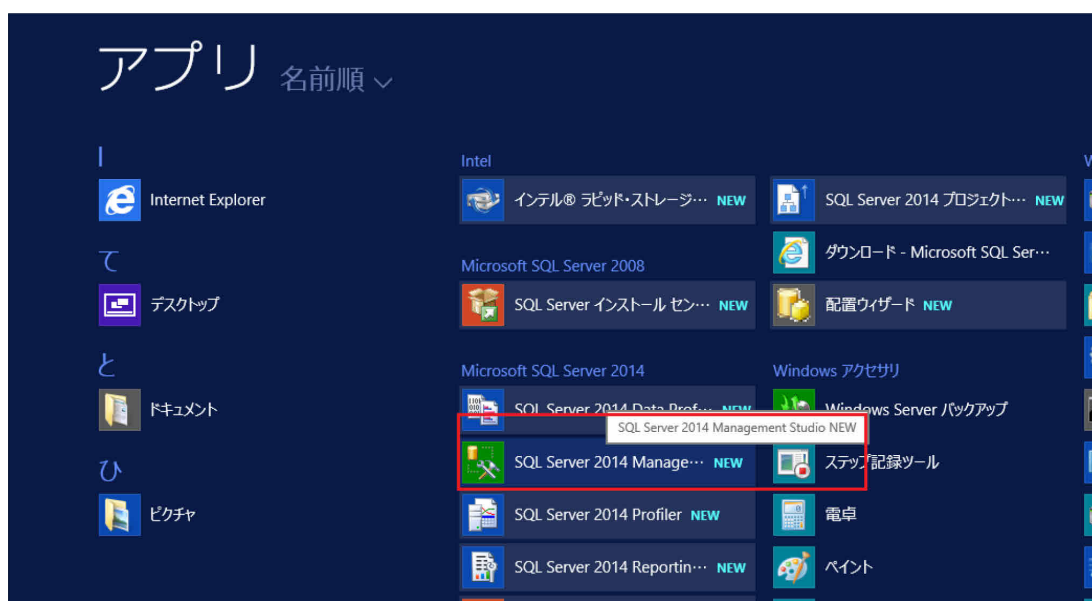 アプリ 名前順
I
Internet Explorer
て
デスクトップ
と
ドキュメント
ひ
ピクチャ
Intel
インテル® ラピッド・ストレージ… NEW
Microsoft SQL Server 2008
SQL Server インストール セン… NEW
Microsoft SQL Server 2014
SQL Server 2014 Data Prof… NEW
SQL Server 2014 Management Studio NEW
SQL Server 2014 Manage… NEW
SQL Server 2014 Profiler NEW
SQL Server 2014 Reportin… NEW
SQL Server 2014 プロジェクト… NEW
ダウンロード - Microsoft SQL Ser…
配置ウィザード NEW
Windows アクセサリ
Windows Server バックアップ
ステップ記録ツール
電卓
ペイント
W